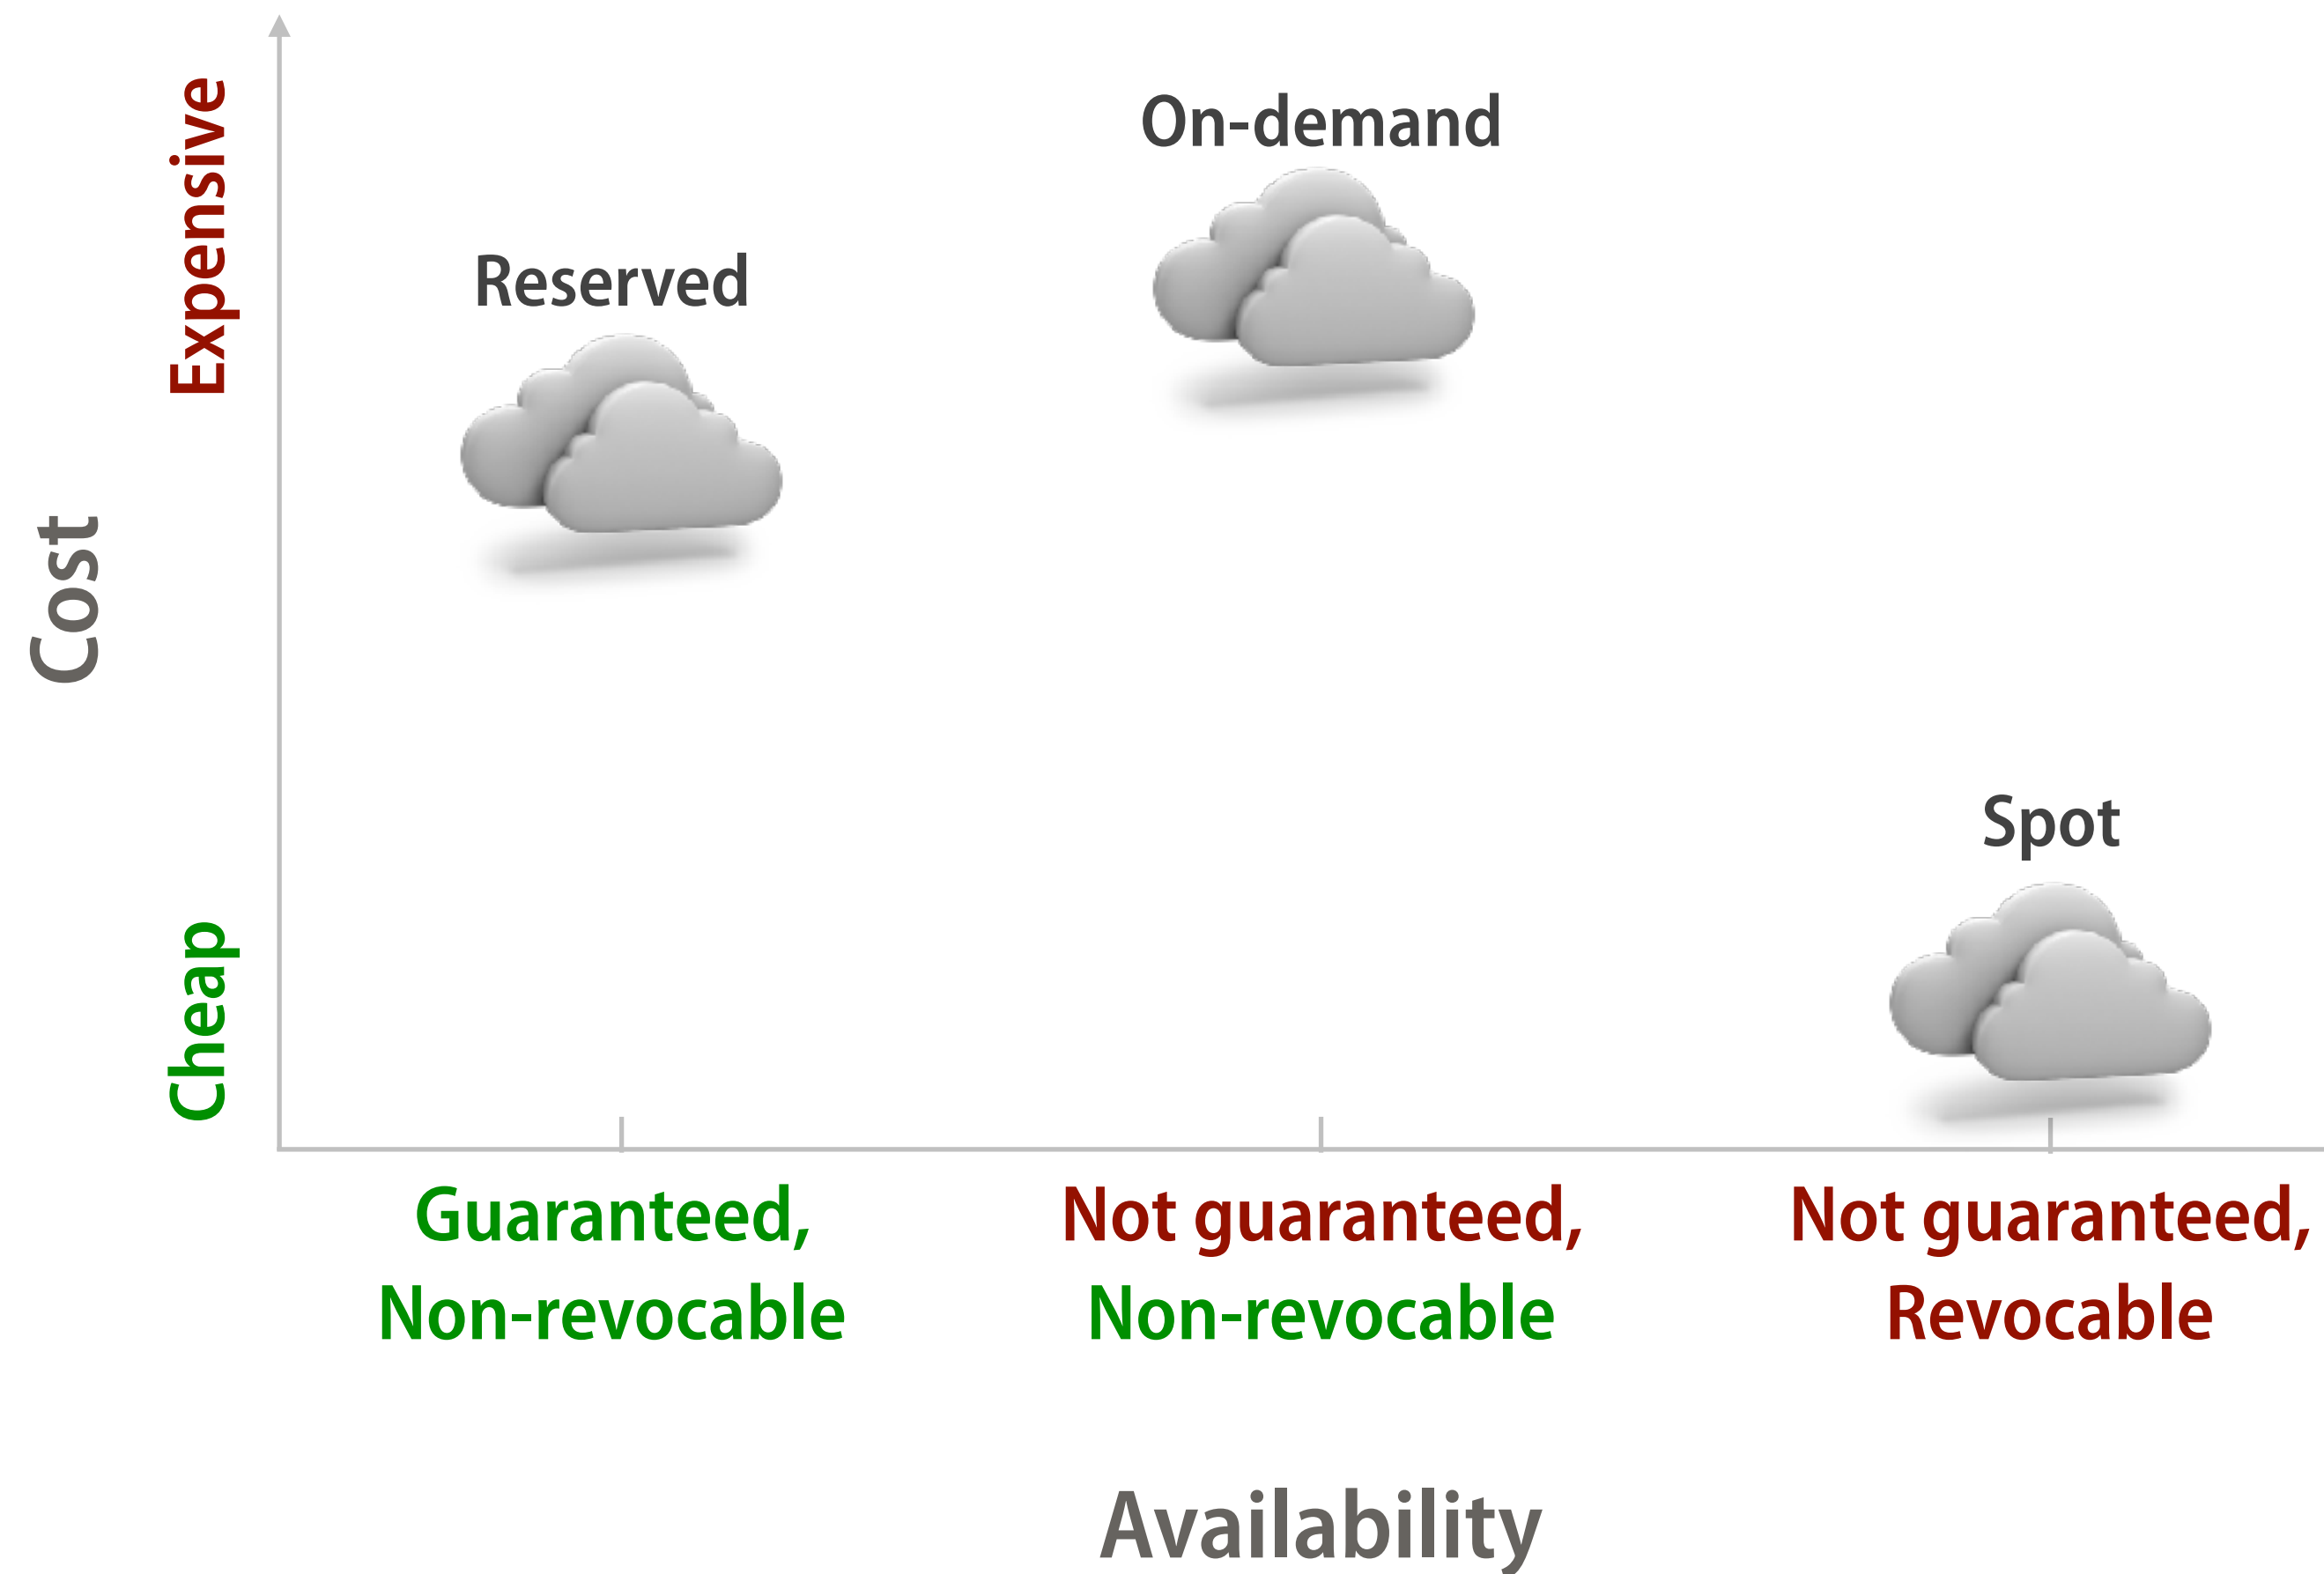 Cost
Expensive
Cheap
Reserved
On-demand
Spot
Guaranteed,
Non-revocable
Not guaranteed,
Non-revocable
Not guaranteed,
Revocable
Availability